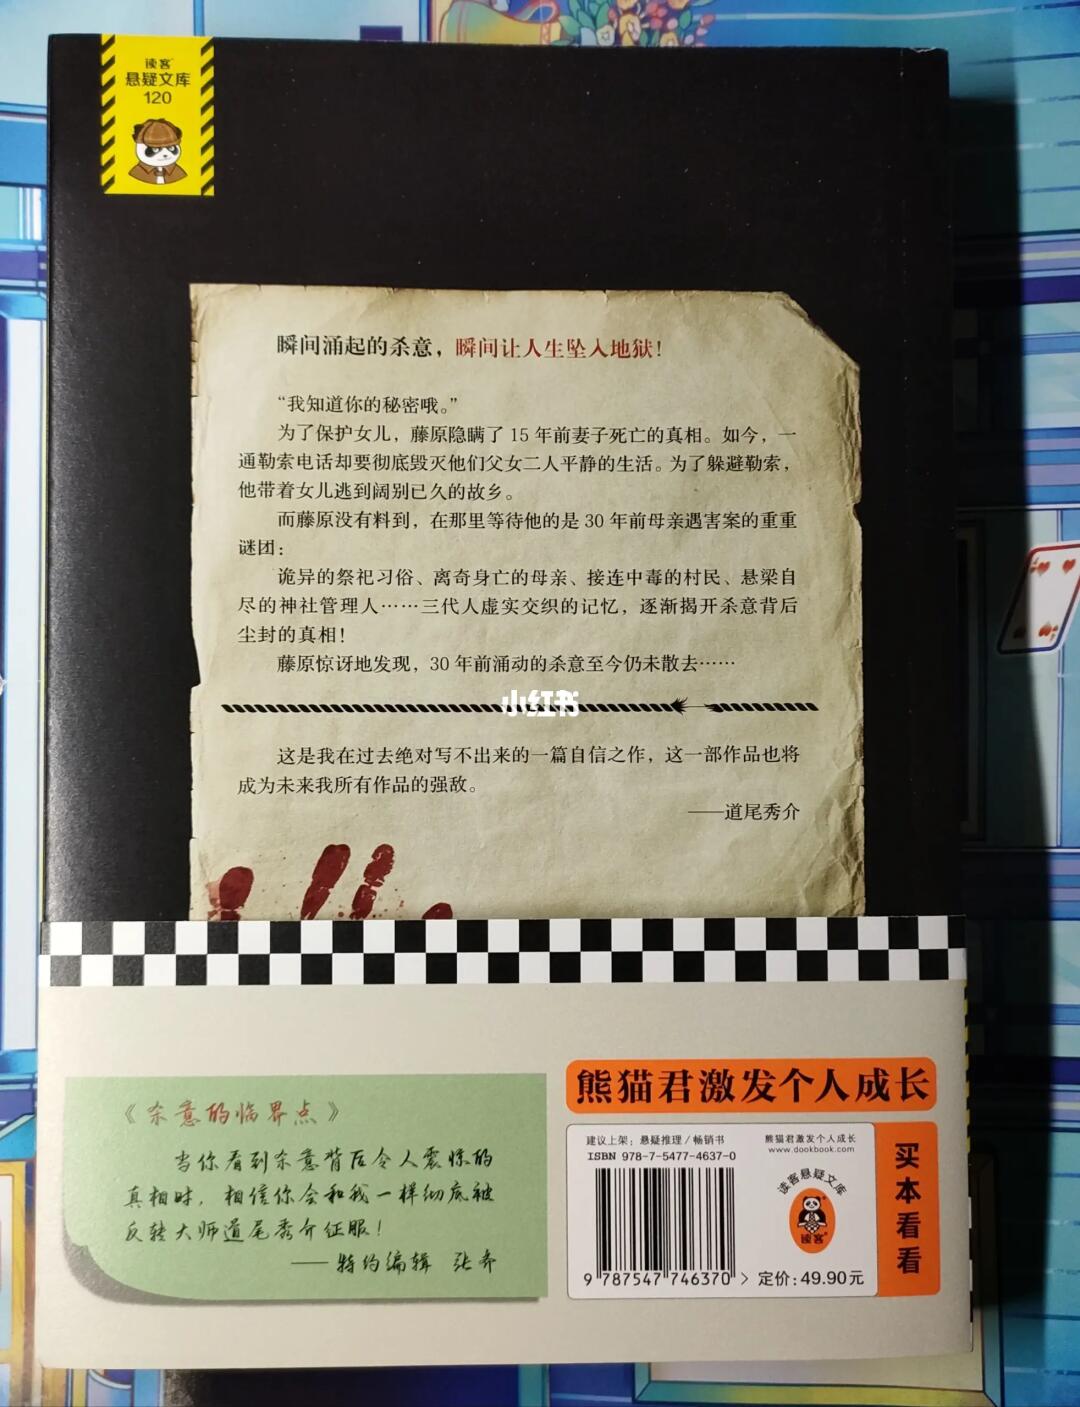 读客®
悬疑文库
120
瞬间涌起的杀意，瞬间让人生坠入地狱！
“我知道你的秘密哦。”
为了保护女儿，藤原隐瞒了 15 年前妻子死亡的真相。如今，一
通勒索电话却要彻底毁灭他们父女二人平静的生活。为了躲避勒索，
他带着女儿逃到阔别已久的故乡。
而藤原没有料到，在那里等待他的是 30 年前母亲遇害案的重重
谜团：
诡异的祭祀习俗、离奇身亡的母亲、接连中毒的村民、悬梁自
尽的神社管理人……三代人虚实交织的记忆，逐渐揭开杀意背后
尘封的真相！
藤原惊讶地发现，30 年前涌动的杀意至今仍未散去……
小红书
这是我在过去绝对写不出来的一篇自信之作，这一部作品也将
成为未来我所有作品的强敌。
——道尾秀介
《杀意的临界点》
当你看到杀意背后令人震惊的
真相时，相信你会和我一样彻底被
反转大师道尾秀介征服！
——特约编辑 张齐
熊猫君激发个人成长
建议上架：悬疑推理/畅销书
ISBN 978-7-5477-4637-0
熊猫君激发个人成长
www.dookbook.com
读客悬疑文库
读客®
9 787547 746370 >
定价：49.90元
买本看看